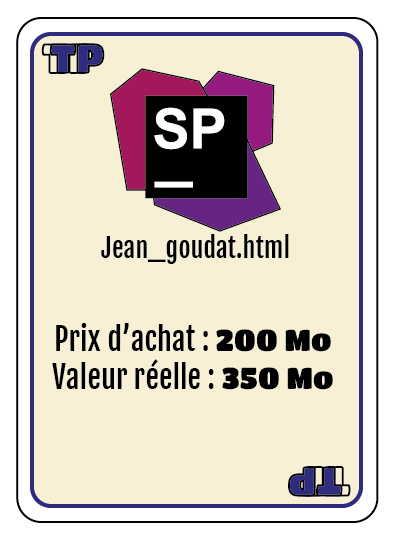 TP
SP
Jean_goudat.html
Prix d'achat : 200 Mo
Valeur réelle : 350 Mo
TP